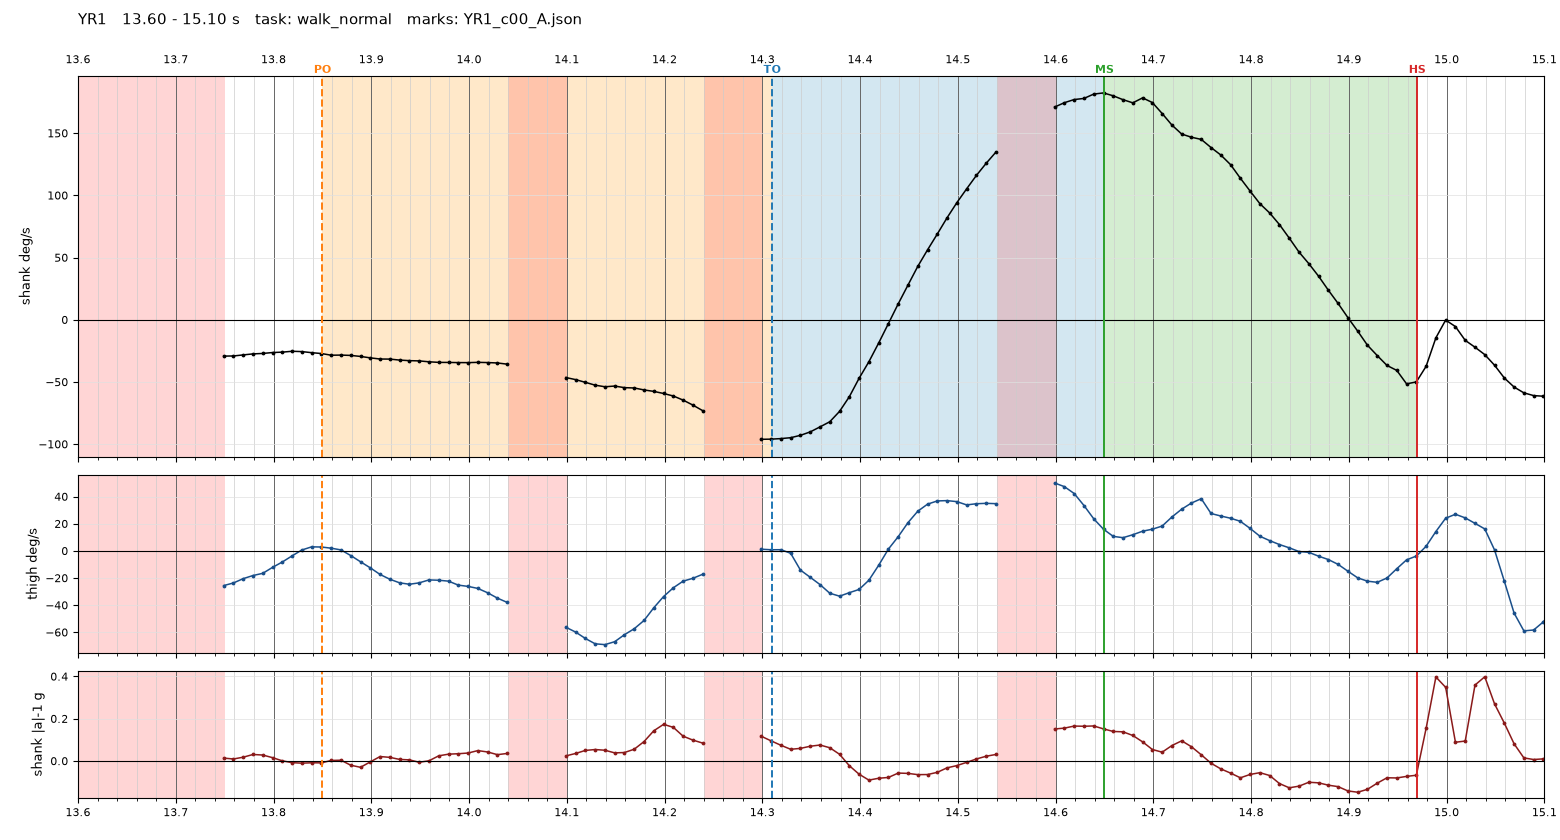 YR1 13.60 - 15.10 s task: walk_normal marks: YR1_c00_A.json
13.6 13.7 13.8 13.9 14.0 14.1 14.2 14.3 14.4 14.5 14.6 14.7 14.8 14.9 15.0 15.1
PO TO MS HS
shank deg/s
150
100
50
0
−50
−100
thigh deg/s
40
20
0
−20
−40
−60
shank |a|-1 g
0.4
0.2
0.0
13.6 13.7 13.8 13.9 14.0 14.1 14.2 14.3 14.4 14.5 14.6 14.7 14.8 14.9 15.0 15.1